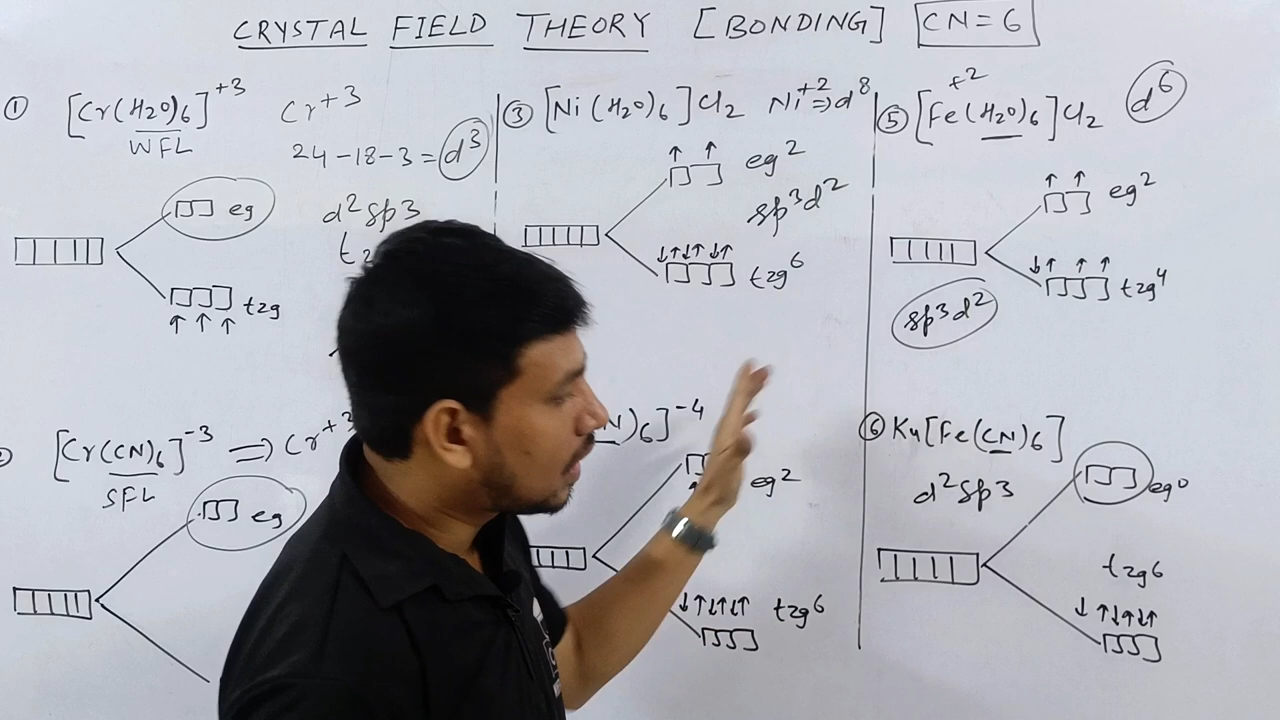 CRYSTAL FIELD THEORY [BONDING] CN=6
① [Cr(H2O)6]+3 Cr+3
WFL 24-18-3=d3
eg d2sp3
t2g
③ [Ni(H2O)6]Cl2 Ni+2⇒d8
↑ ↑ eg2
sp3d2
↓↑↓↑ ↓↑ t2g6
⑤ [Fe(H2O)6]Cl2 +2 d6
↑ ↑ eg2
↓↑ ↑ ↑ t2g4
sp3d2
[Cr(CN)6]-3 ⇒ Cr+3
SFL
eg
N)6]-4
eg2
↓↑↓↑↓↑ t2g6
⑥ K4[Fe(CN)6]
d2sp3 eg0
t2g6
↓↑↓↑↓↑